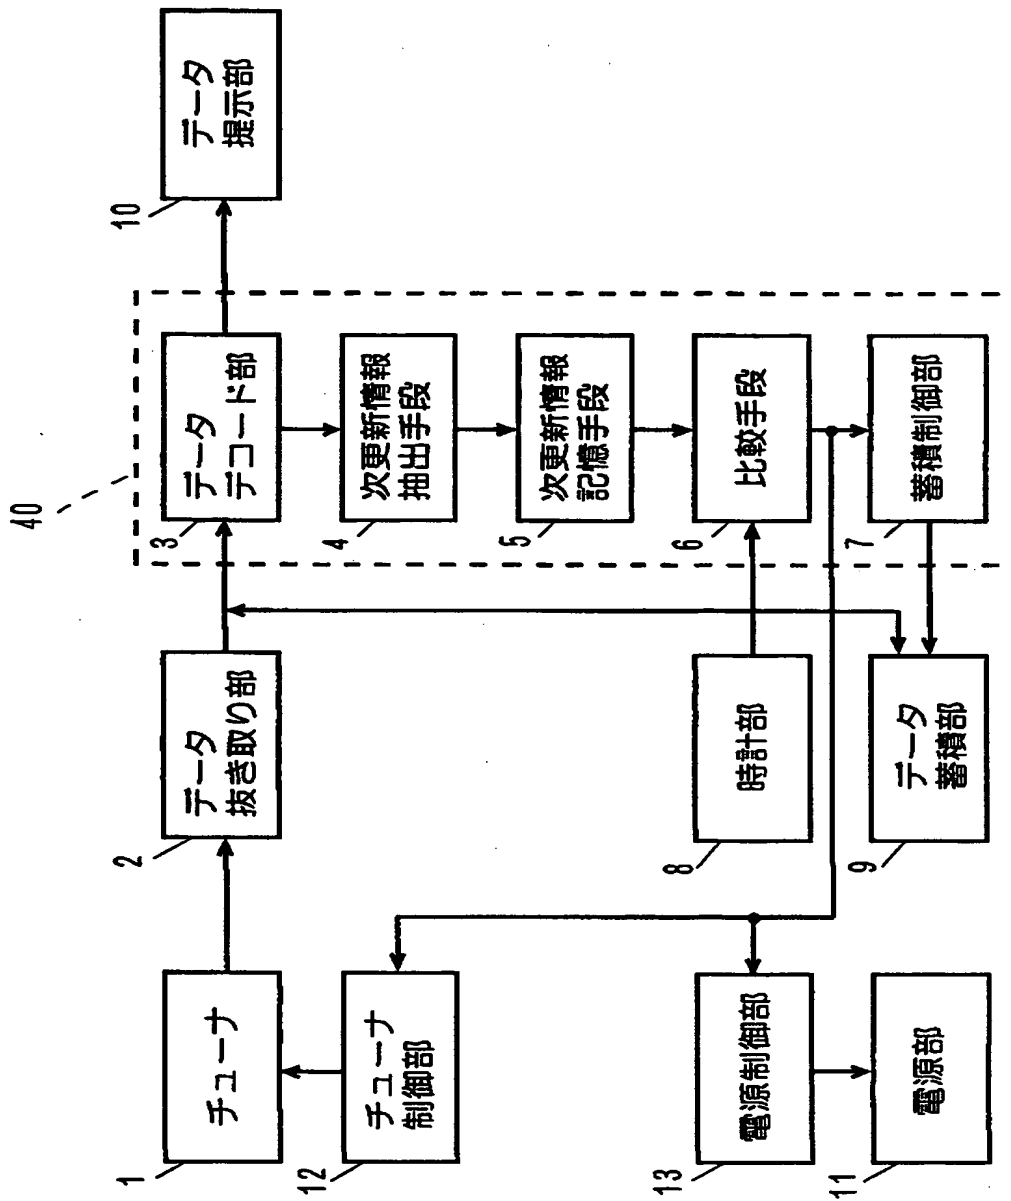 40
1
チューナ
2
データ
抜き取り部
3
データ
デコード部
10
データ
提示部
12
チューナ
制御部
4
次更新情報
抽出手段
5
次更新情報
記憶手段
13
電源制御部
8
時計部
6
比較手段
11
電源部
9
データ
蓄積部
7
蓄積制御部